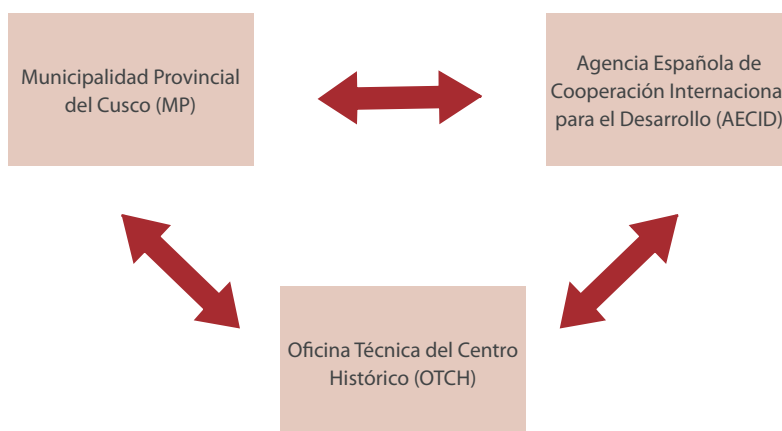 Municipalidad Provincial
del Cusco (MP)
Agencia Española de
Cooperación Internaciona
para el Desarrollo (AECID)
Oficina Técnica del Centro
Histórico (OTCH)